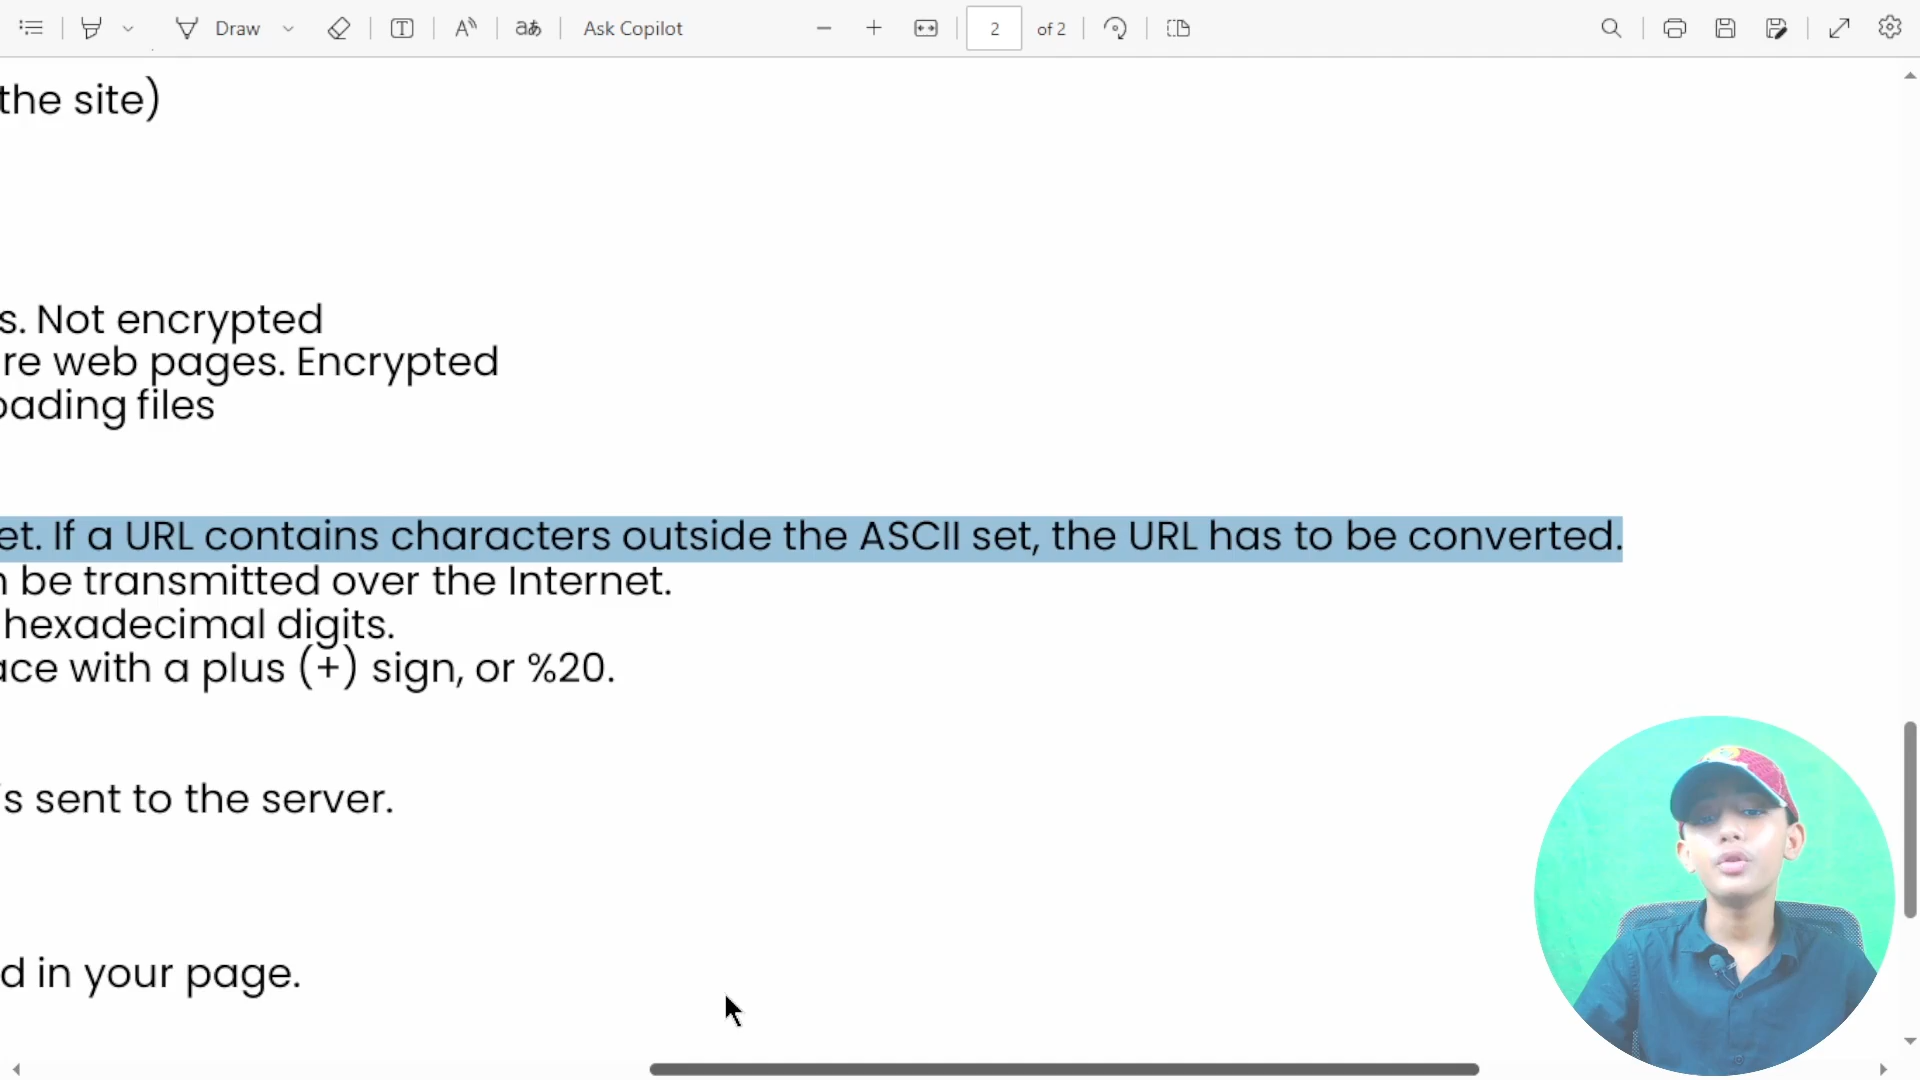 Draw
Ask Copilot
2
of 2
the site)
s. Not encrypted
re web pages. Encrypted
oading files
et. If a URL contains characters outside the ASCII set, the URL has to be converted.
n be transmitted over the Internet.
hexadecimal digits.
ace with a plus (+) sign, or %20.
's sent to the server.
d in your page.